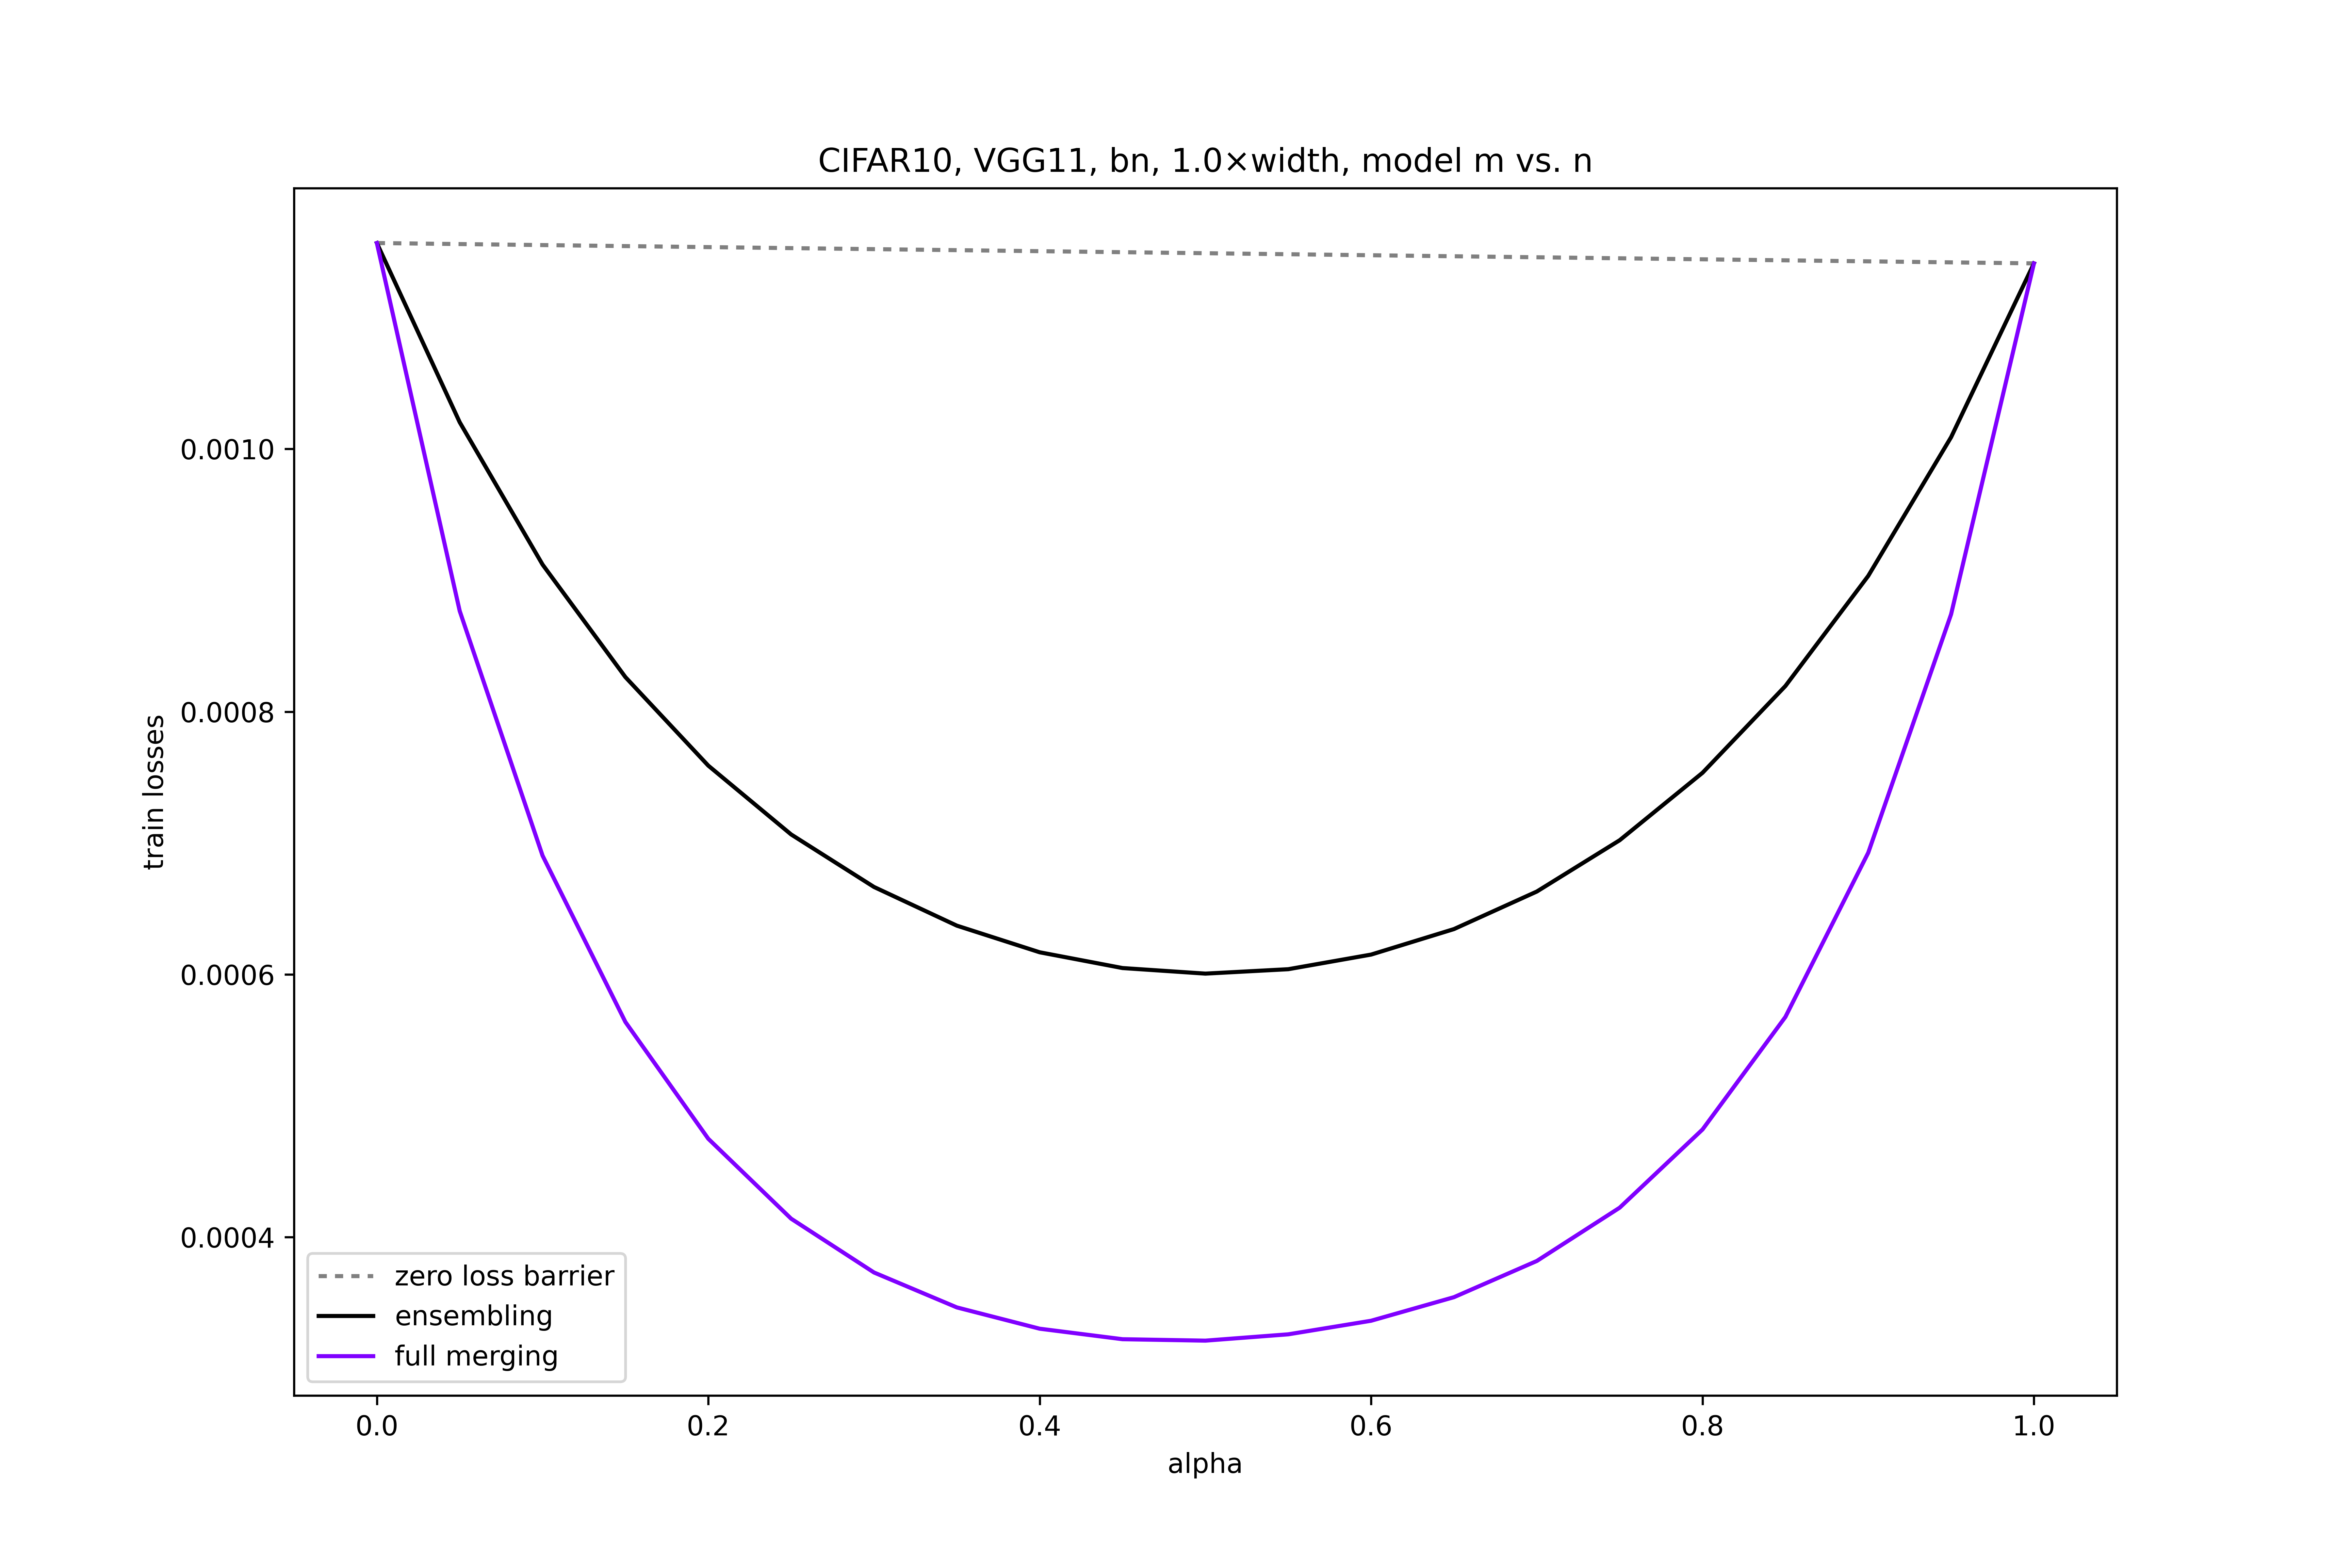 CIFAR10, VGG11, bn, 1.0×width, model m vs. n
train losses
0.0010
0.0008
0.0006
0.0004
zero loss barrier
ensembling
full merging
0.0 0.2 0.4 0.6 0.8 1.0
alpha